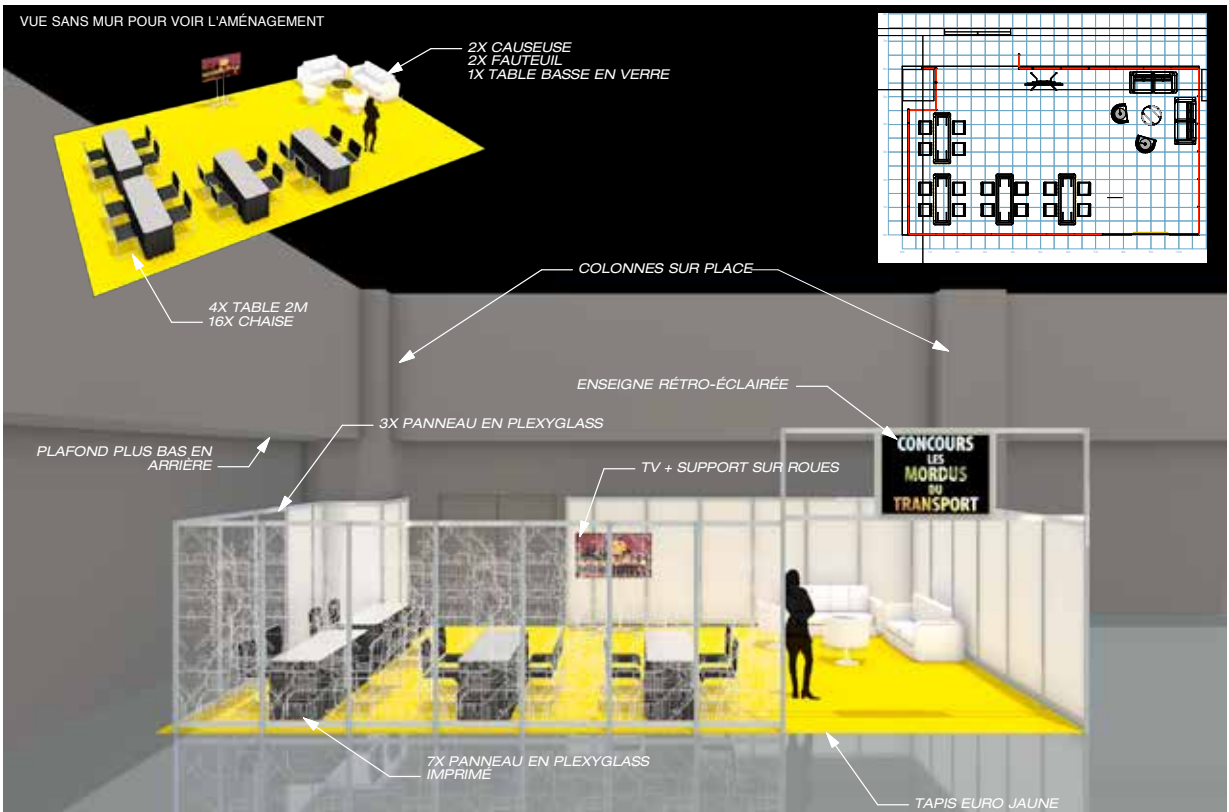 VUE SANS MUR POUR VOIR L'AMÉNAGEMENT
2X CAUSEUSE
2X FAUTEUIL
1X TABLE BASSE EN VERRE
4X TABLE 2M
16X CHAISE
COLONNES SUR PLACE
ENSEIGNE RÉTRO-ÉCLAIRÉE
3X PANNEAU EN PLEXYGLASS
PLAFOND PLUS BAS EN
ARRIÈRE
TV + SUPPORT SUR ROUES
CONCOURS
LES
MORDUS
DU
TRANSPORT
7X PANNEAU EN PLEXYGLASS
IMPRIMÉ
TAPIS EURO JAUNE